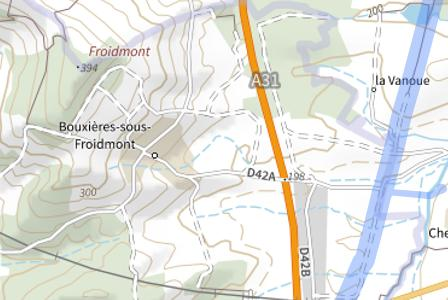 200
Froidmont
394
A31
la Vanoue
Bouxières-sous-
Froidmont
D42A
198
300
Che
D42B